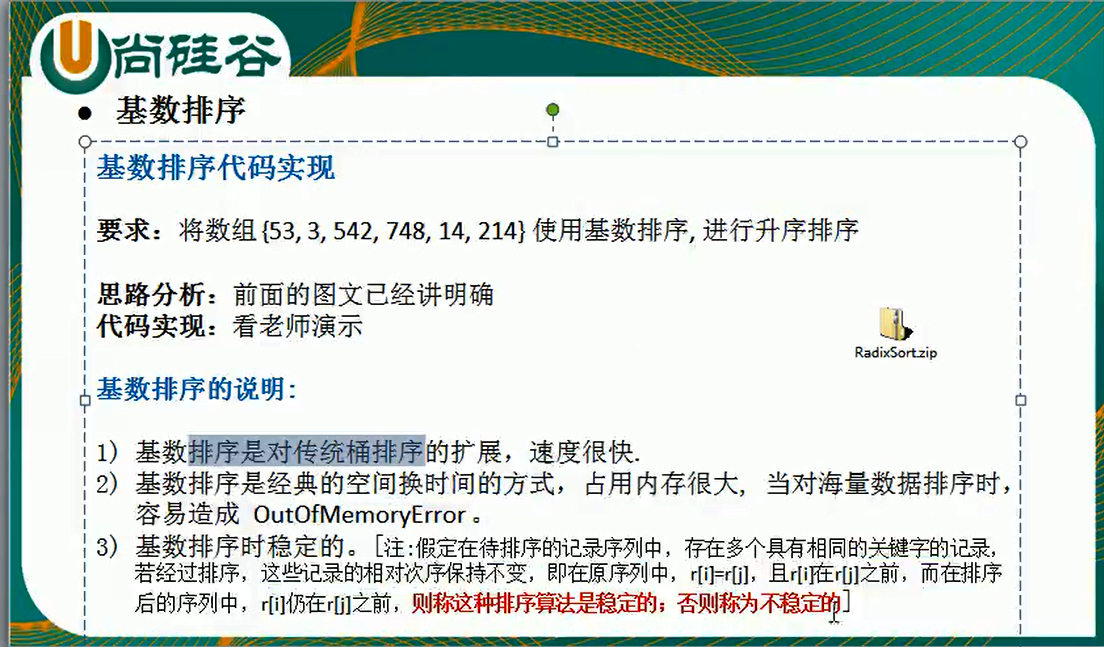 尚硅谷
● 基数排序
基数排序代码实现
要求：将数组 {53, 3, 542, 748, 14, 214} 使用基数排序, 进行升序排序
思路分析：前面的图文已经讲明确
代码实现：看老师演示
RadixSort.zip
基数排序的说明:
1) 基数排序是对传统桶排序的扩展，速度很快.
2) 基数排序是经典的空间换时间的方式，占用内存很大, 当对海量数据排序时，
容易造成 OutOfMemoryError 。
3) 基数排序时稳定的。[注:假定在待排序的记录序列中，存在多个具有相同的关键字的记录，
若经过排序，这些记录的相对次序保持不变，即在原序列中，r[i]=r[j]，且r[i]在r[j]之前，而在排序
后的序列中，r[i]仍在r[j]之前，则称这种排序算法是稳定的；否则称为不稳定的]